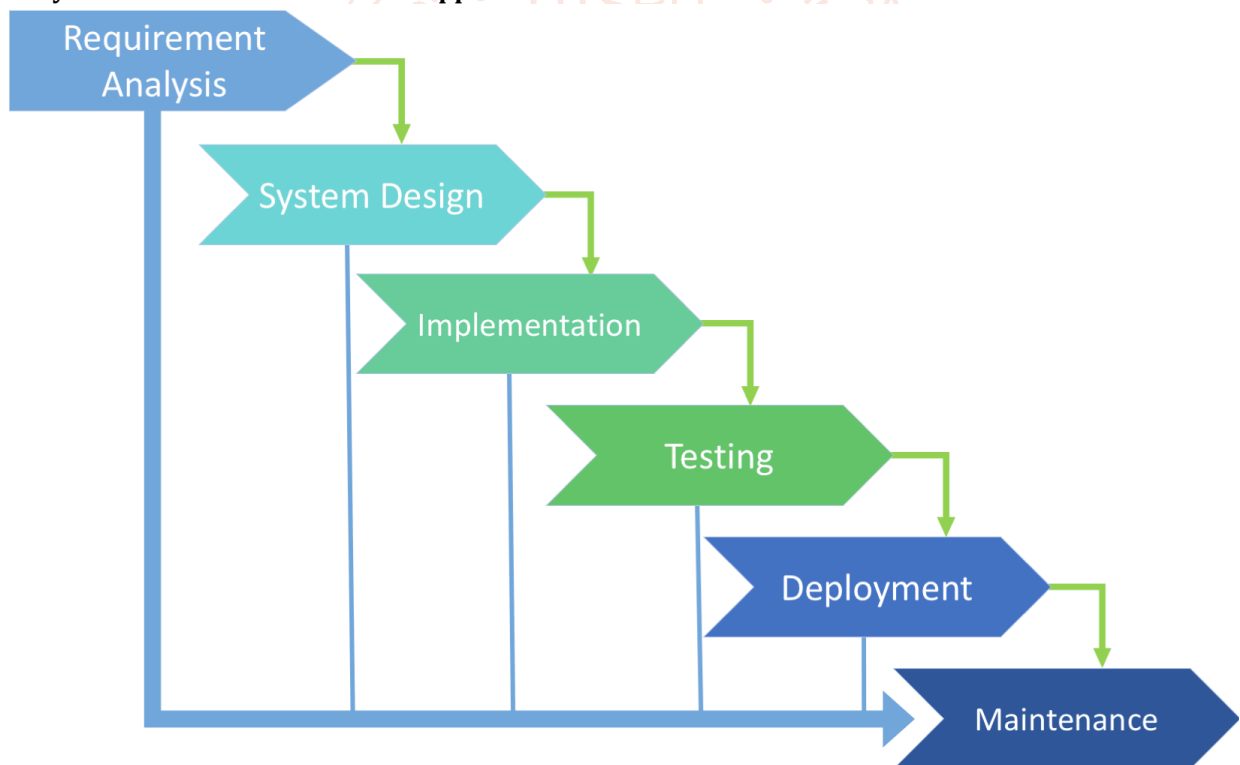 Requirement
Analysis
System Design
Implementation
Testing
Deployment
Maintenance